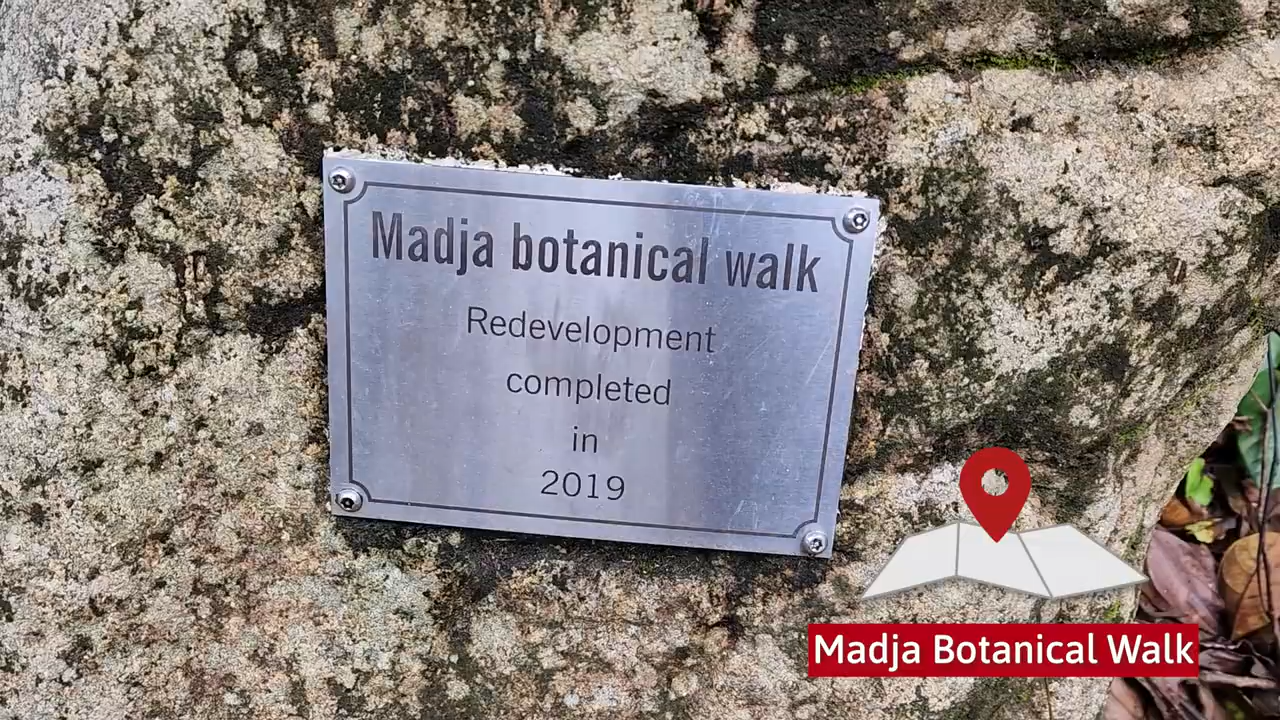 Madja botanical walk
Redevelopment
completed
in
2019
Madja Botanical Walk